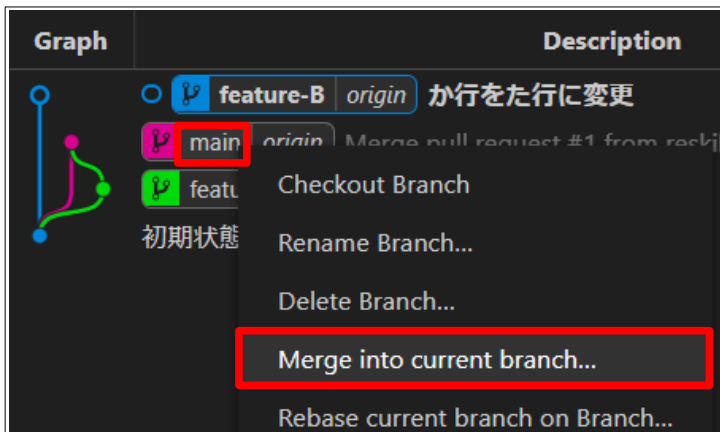 Graph Description
feature-B origin か行をた行に変更
main origin Merge pull request #1 from
featu
初期状態
Checkout Branch
Rename Branch...
Delete Branch...
Merge into current branch...
Rebase current branch on Branch...